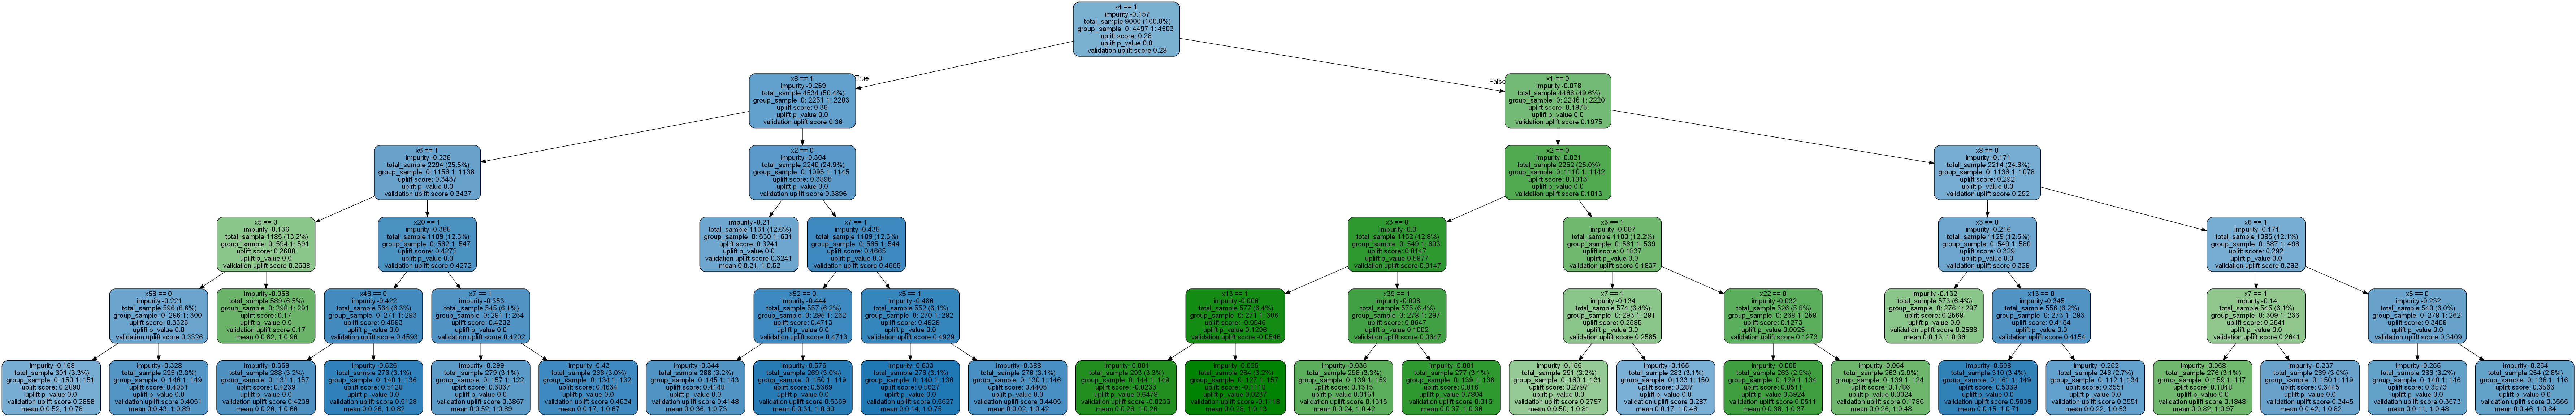 x4 == 1
impurity -0.157
total_sample 9000 (100.0%)
group_sample 0: 4497 1: 4503
uplift score: 0.28
uplift p_value 0.0
validation uplift score 0.28
True
False
x8 == 1
impurity -0.259
total_sample 4534 (50.4%)
group_sample 0: 2251 1: 2283
uplift score: 0.36
uplift p_value 0.0
validation uplift score 0.36
x1 == 0
impurity -0.078
total_sample 4466 (49.6%)
group_sample 0: 2246 1: 2220
uplift score: 0.1975
uplift p_value 0.0
validation uplift score 0.1975
x6 == 1
impurity -0.236
total_sample 2294 (25.5%)
group_sample 0: 1156 1: 1138
uplift score: 0.3437
uplift p_value 0.0
validation uplift score 0.3437
x2 == 0
impurity -0.304
total_sample 2240 (24.9%)
group_sample 0: 1095 1: 1145
uplift score: 0.3896
uplift p_value 0.0
validation uplift score 0.3896
x2 == 0
impurity -0.021
total_sample 2252 (25.0%)
group_sample 0: 1110 1: 1142
uplift score: 0.1013
uplift p_value 0.0
validation uplift score 0.1013
x8 == 0
impurity -0.171
total_sample 2214 (24.6%)
group_sample 0: 1136 1: 1078
uplift score: 0.292
uplift p_value 0.0
validation uplift score 0.292
x5 == 0
impurity -0.136
total_sample 1185 (13.2%)
group_sample 0: 594 1: 591
uplift score: 0.2608
uplift p_value 0.0
validation uplift score 0.2608
x20 == 1
impurity -0.365
total_sample 1109 (12.3%)
group_sample 0: 562 1: 547
uplift score: 0.4272
uplift p_value 0.0
validation uplift score 0.4272
impurity -0.21
total_sample 1131 (12.6%)
group_sample 0: 530 1: 601
uplift score: 0.3241
uplift p_value 0.0
validation uplift score 0.3241
mean 0:0.21, 1:0.52
x7 == 1
impurity -0.435
total_sample 1109 (12.3%)
group_sample 0: 565 1: 544
uplift score: 0.4665
uplift p_value 0.0
validation uplift score 0.4665
x3 == 0
impurity -0.0
total_sample 1152 (12.8%)
group_sample 0: 549 1: 603
uplift score: 0.0147
uplift p_value 0.5877
validation uplift score 0.0147
x3 == 1
impurity -0.067
total_sample 1100 (12.2%)
group_sample 0: 561 1: 539
uplift score: 0.1837
uplift p_value 0.0
validation uplift score 0.1837
x3 == 0
impurity -0.216
total_sample 1129 (12.5%)
group_sample 0: 549 1: 580
uplift score: 0.329
uplift p_value 0.0
validation uplift score 0.329
x6 == 1
impurity -0.171
total_sample 1085 (12.1%)
group_sample 0: 587 1: 498
uplift score: 0.292
uplift p_value 0.0
validation uplift score 0.292
x58 == 0
impurity -0.221
total_sample 596 (6.6%)
group_sample 0: 296 1: 300
uplift score: 0.3326
uplift p_value 0.0
validation uplift score 0.3326
impurity -0.058
total_sample 589 (6.5%)
group_sample 0: 298 1: 291
uplift score: 0.17
uplift p_value 0.0
validation uplift score 0.17
mean 0:0.82, 1:0.96
x48 == 0
impurity -0.422
total_sample 564 (6.3%)
group_sample 0: 271 1: 293
uplift score: 0.4593
uplift p_value 0.0
validation uplift score 0.4593
x7 == 1
impurity -0.353
total_sample 545 (6.1%)
group_sample 0: 291 1: 254
uplift score: 0.4202
uplift p_value 0.0
validation uplift score 0.4202
x52 == 0
impurity -0.444
total_sample 557 (6.2%)
group_sample 0: 295 1: 262
uplift score: 0.4713
uplift p_value 0.0
validation uplift score 0.4713
x5 == 1
impurity -0.486
total_sample 552 (6.1%)
group_sample 0: 270 1: 282
uplift score: 0.4929
uplift p_value 0.0
validation uplift score 0.4929
x13 == 1
impurity -0.006
total_sample 577 (6.4%)
group_sample 0: 271 1: 306
uplift score: -0.0546
uplift p_value 0.1296
validation uplift score -0.0546
x39 == 1
impurity -0.008
total_sample 575 (6.4%)
group_sample 0: 278 1: 297
uplift score: 0.0647
uplift p_value 0.1002
validation uplift score 0.0647
x7 == 1
impurity -0.134
total_sample 574 (6.4%)
group_sample 0: 293 1: 281
uplift score: 0.2585
uplift p_value 0.0
validation uplift score 0.2585
x22 == 0
impurity -0.032
total_sample 526 (5.8%)
group_sample 0: 268 1: 258
uplift score: 0.1273
uplift p_value 0.0025
validation uplift score 0.1273
impurity -0.132
total_sample 573 (6.4%)
group_sample 0: 276 1: 297
uplift score: 0.2568
uplift p_value 0.0
validation uplift score 0.2568
mean 0:0.13, 1:0.36
x13 == 0
impurity -0.345
total_sample 556 (6.2%)
group_sample 0: 273 1: 283
uplift score: 0.4154
uplift p_value 0.0
validation uplift score 0.4154
x7 == 1
impurity -0.14
total_sample 545 (6.1%)
group_sample 0: 309 1: 236
uplift score: 0.2641
uplift p_value 0.0
validation uplift score 0.2641
x5 == 0
impurity -0.232
total_sample 540 (6.0%)
group_sample 0: 278 1: 262
uplift score: 0.3409
uplift p_value 0.0
validation uplift score 0.3409
impurity -0.168
total_sample 301 (3.3%)
group_sample 0: 150 1: 151
uplift score: 0.2898
uplift p_value 0.0
validation uplift score 0.2898
mean 0:0.52, 1:0.78
impurity -0.328
total_sample 295 (3.3%)
group_sample 0: 146 1: 149
uplift score: 0.4051
uplift p_value 0.0
validation uplift score 0.4051
mean 0:0.43, 1:0.89
impurity -0.359
total_sample 288 (3.2%)
group_sample 0: 131 1: 157
uplift score: 0.4239
uplift p_value 0.0
validation uplift score 0.4239
mean 0:0.26, 1:0.66
impurity -0.526
total_sample 276 (3.1%)
group_sample 0: 140 1: 136
uplift score: 0.5128
uplift p_value 0.0
validation uplift score 0.5128
mean 0:0.26, 1:0.82
impurity -0.299
total_sample 279 (3.1%)
group_sample 0: 157 1: 122
uplift score: 0.3867
uplift p_value 0.0
validation uplift score 0.3867
mean 0:0.52, 1:0.89
impurity -0.43
total_sample 266 (3.0%)
group_sample 0: 134 1: 132
uplift score: 0.4634
uplift p_value 0.0
validation uplift score 0.4634
mean 0:0.17, 1:0.67
impurity -0.344
total_sample 288 (3.2%)
group_sample 0: 145 1: 143
uplift score: 0.4148
uplift p_value 0.0
validation uplift score 0.4148
mean 0:0.36, 1:0.73
impurity -0.576
total_sample 269 (3.0%)
group_sample 0: 150 1: 119
uplift score: 0.5369
uplift p_value 0.0
validation uplift score 0.5369
mean 0:0.31, 1:0.90
impurity -0.633
total_sample 276 (3.1%)
group_sample 0: 140 1: 136
uplift score: 0.5627
uplift p_value 0.0
validation uplift score 0.5627
mean 0:0.14, 1:0.75
impurity -0.388
total_sample 276 (3.1%)
group_sample 0: 130 1: 146
uplift score: 0.4405
uplift p_value 0.0
validation uplift score 0.4405
mean 0:0.02, 1:0.42
impurity -0.001
total_sample 293 (3.3%)
group_sample 0: 144 1: 149
uplift score: -0.0233
uplift p_value 0.6478
validation uplift score -0.0233
mean 0:0.26, 1:0.26
impurity -0.025
total_sample 284 (3.2%)
group_sample 0: 127 1: 157
uplift score: -0.1118
uplift p_value 0.0237
validation uplift score -0.1118
mean 0:0.28, 1:0.13
impurity -0.035
total_sample 298 (3.3%)
group_sample 0: 139 1: 159
uplift score: 0.1315
uplift p_value 0.0151
validation uplift score 0.1315
mean 0:0.24, 1:0.42
impurity -0.001
total_sample 277 (3.1%)
group_sample 0: 139 1: 138
uplift score: 0.016
uplift p_value 0.7804
validation uplift score 0.016
mean 0:0.37, 1:0.36
impurity -0.156
total_sample 291 (3.2%)
group_sample 0: 160 1: 131
uplift score: 0.2797
uplift p_value 0.0
validation uplift score 0.2797
mean 0:0.50, 1:0.81
impurity -0.165
total_sample 283 (3.1%)
group_sample 0: 133 1: 150
uplift score: 0.287
uplift p_value 0.0
validation uplift score 0.287
mean 0:0.17, 1:0.48
impurity -0.005
total_sample 263 (2.9%)
group_sample 0: 129 1: 134
uplift score: 0.0511
uplift p_value 0.3924
validation uplift score 0.0511
mean 0:0.38, 1:0.37
impurity -0.064
total_sample 263 (2.9%)
group_sample 0: 139 1: 124
uplift score: 0.1786
uplift p_value 0.0024
validation uplift score 0.1786
mean 0:0.26, 1:0.48
impurity -0.508
total_sample 310 (3.4%)
group_sample 0: 161 1: 149
uplift score: 0.5039
uplift p_value 0.0
validation uplift score 0.5039
mean 0:0.15, 1:0.71
impurity -0.252
total_sample 246 (2.7%)
group_sample 0: 112 1: 134
uplift score: 0.3551
uplift p_value 0.0
validation uplift score 0.3551
mean 0:0.22, 1:0.53
impurity -0.068
total_sample 276 (3.1%)
group_sample 0: 159 1: 117
uplift score: 0.1848
uplift p_value 0.0
validation uplift score 0.1848
mean 0:0.82, 1:0.97
impurity -0.237
total_sample 269 (3.0%)
group_sample 0: 150 1: 119
uplift score: 0.3445
uplift p_value 0.0
validation uplift score 0.3445
mean 0:0.42, 1:0.82
impurity -0.255
total_sample 286 (3.2%)
group_sample 0: 140 1: 146
uplift score: 0.3573
uplift p_value 0.0
validation uplift score 0.3573
mean 0:0.11, 1:0.48
impurity -0.254
total_sample 254 (2.8%)
group_sample 0: 138 1: 116
uplift score: 0.3566
uplift p_value 0.0
validation uplift score 0.3566
mean 0:0.46, 1:0.84